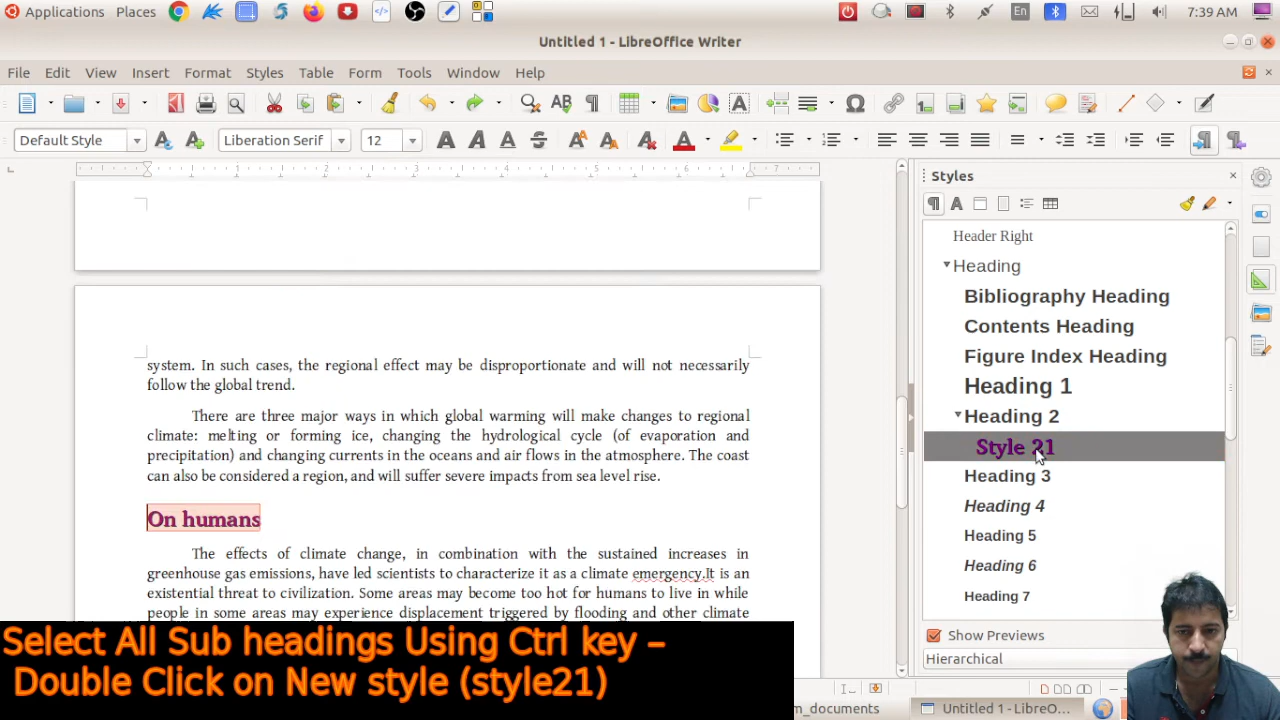 Applications Places En 7:39 AM
Untitled 1 - LibreOffice Writer
File Edit View Insert Format Styles Table Form Tools Window Help
Default Style Liberation Serif 12
1 2 3 4 5 6 7
Styles
Header Right
Heading
Bibliography Heading
Contents Heading
Figure Index Heading
Heading 1
Heading 2
Style 21
Heading 3
Heading 4
Heading 5
Heading 6
Heading 7
Show Previews
Hierarchical
system. In such cases, the regional effect may be disproportionate and will not necessarily
follow the global trend.
There are three major ways in which global warming will make changes to regional
climate: melting or forming ice, changing the hydrological cycle (of evaporation and
precipitation) and changing currents in the oceans and air flows in the atmosphere. The coast
can also be considered a region, and will suffer severe impacts from sea level rise.
On humans
The effects of climate change, in combination with the sustained increases in
greenhouse gas emissions, have led scientists to characterize it as a climate emergency.It is an
existential threat to civilization. Some areas may become too hot for humans to live in while
people in some areas may experience displacement triggered by flooding and other climate
Select All Sub headings Using Ctrl key –
Double Click on New style (style21)
m_documents
Untitled 1 - LibreO...